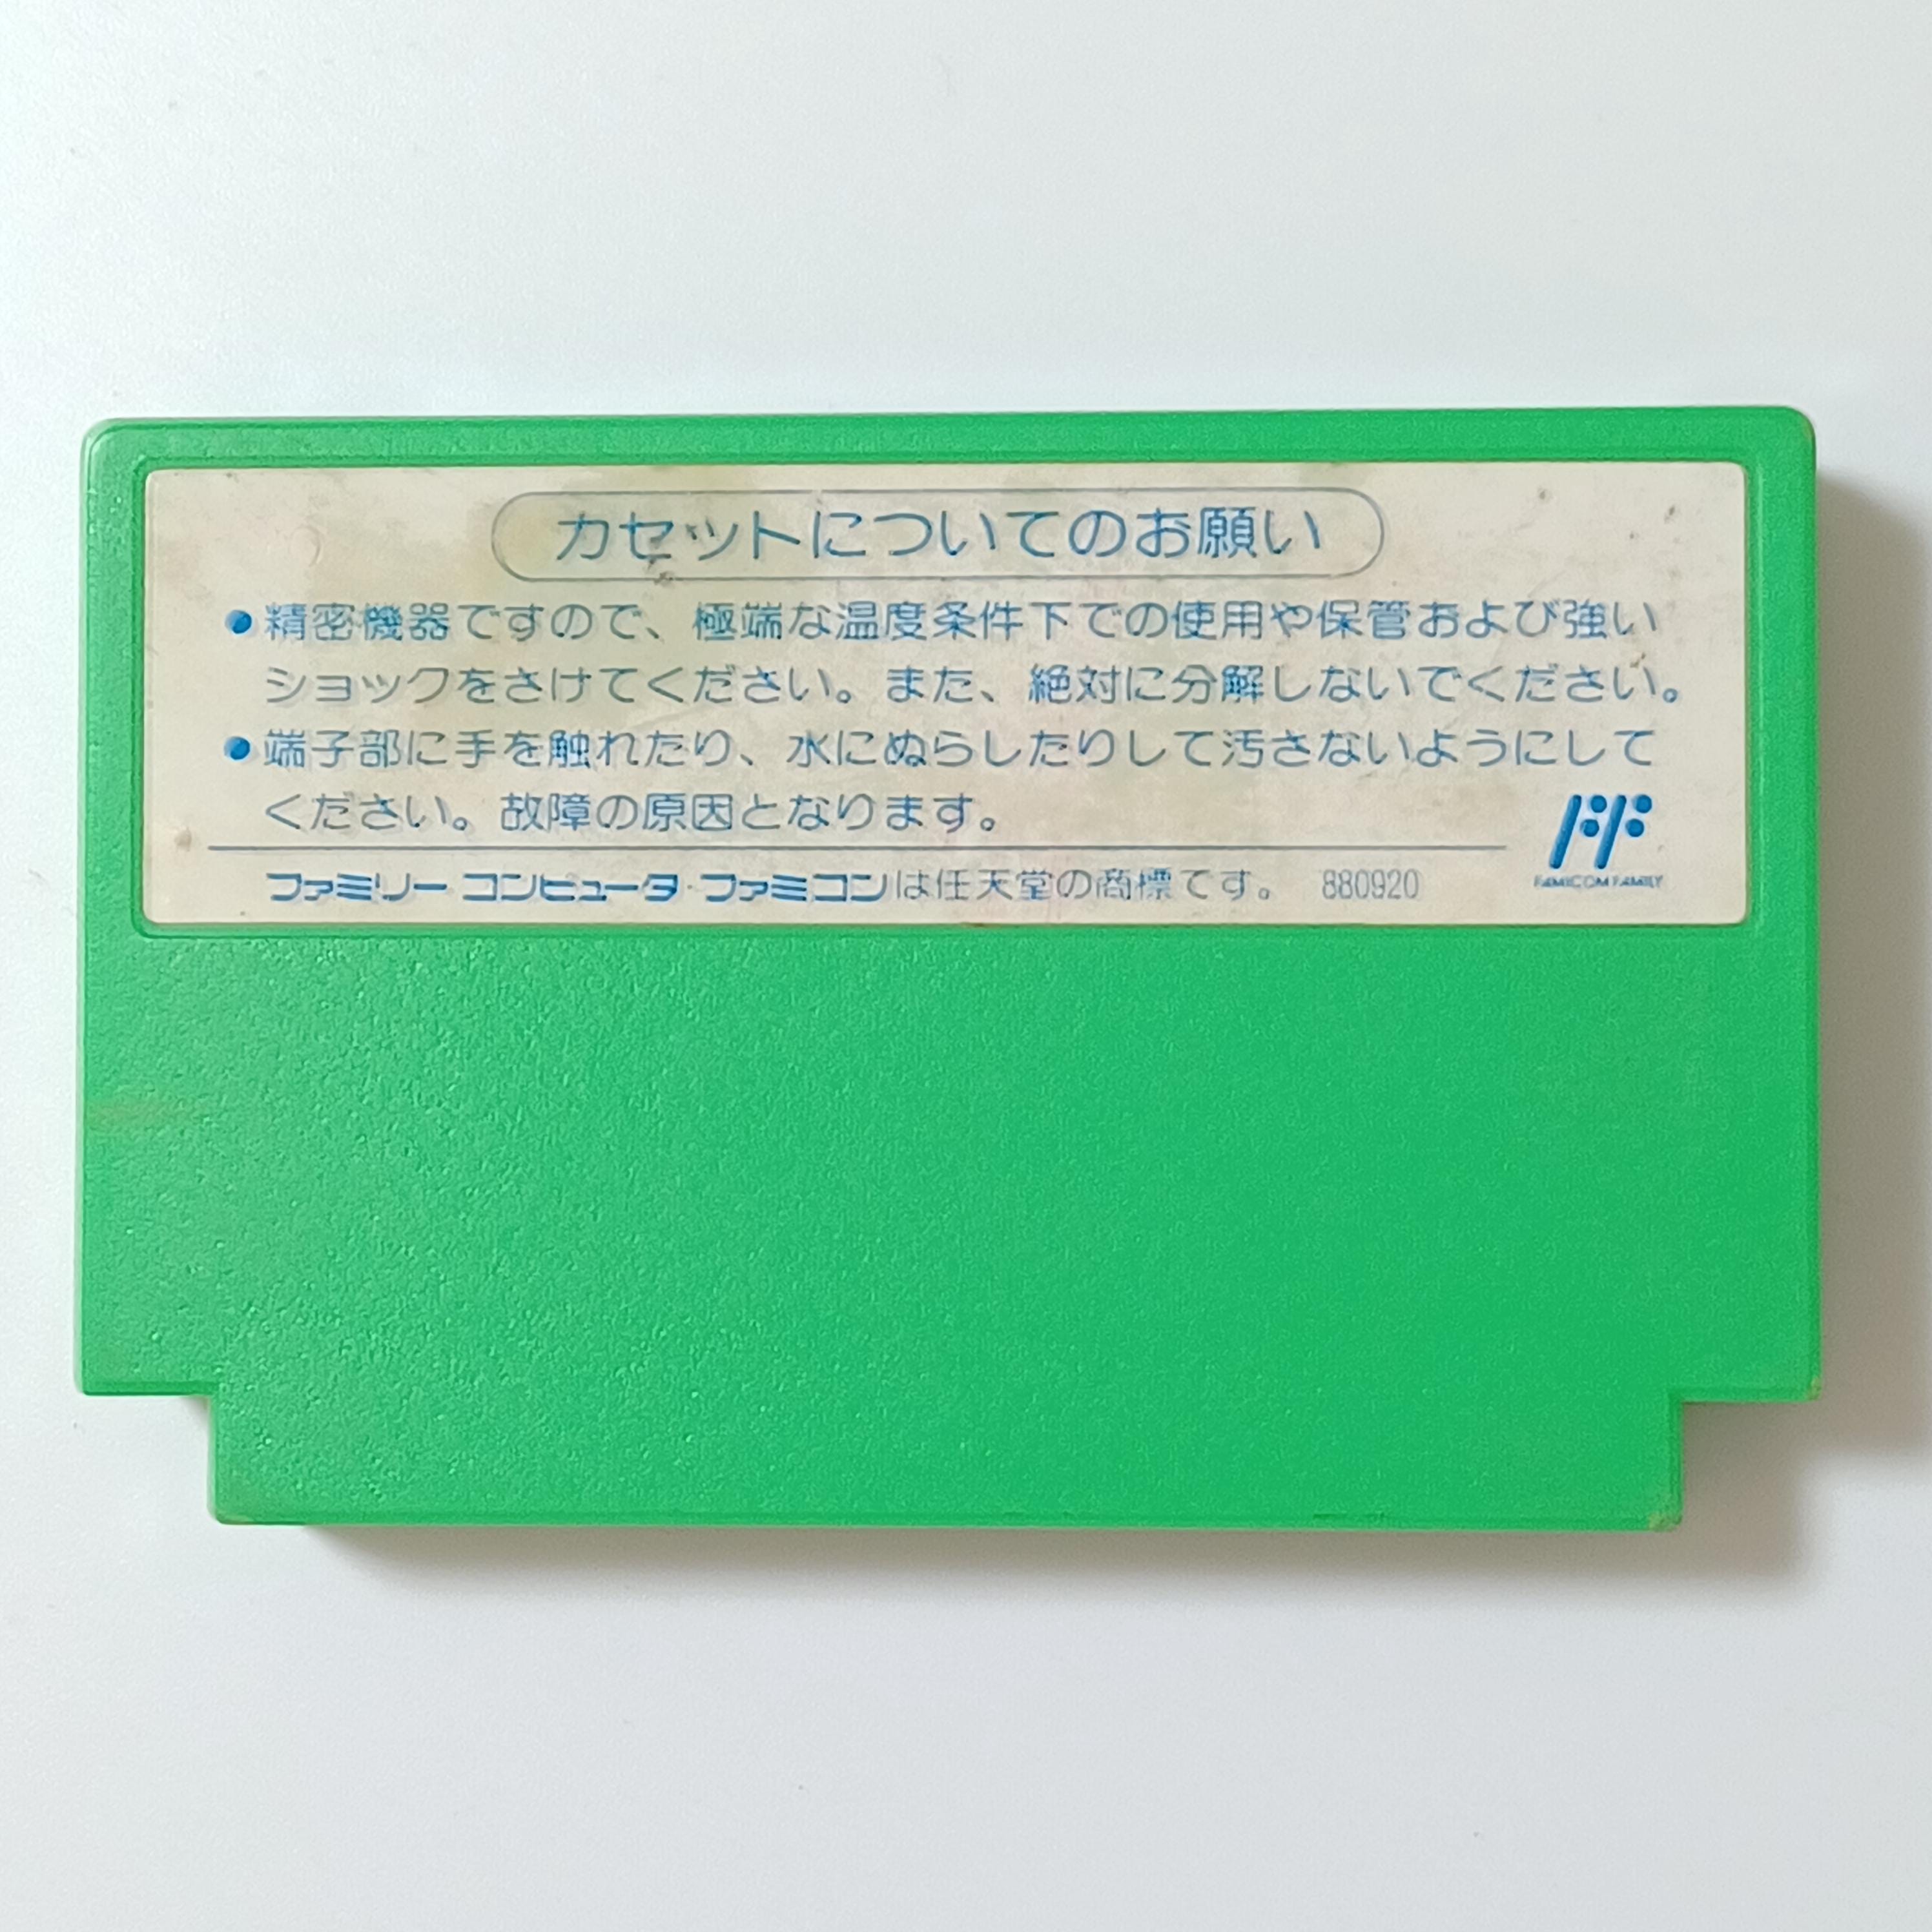 カセットについてのお願い
●精密機器ですので、極端な温度条件下での使用や保管および強い
ショックをさけてください。また、絶対に分解しないでください。
●端子部に手を触れたり、水にぬらしたりして汚さないようにして
ください。故障の原因となります。
ファミリー コンピュータ・ファミコンは任天堂の商標です。 880920
FF
FAMICOM FAMILY